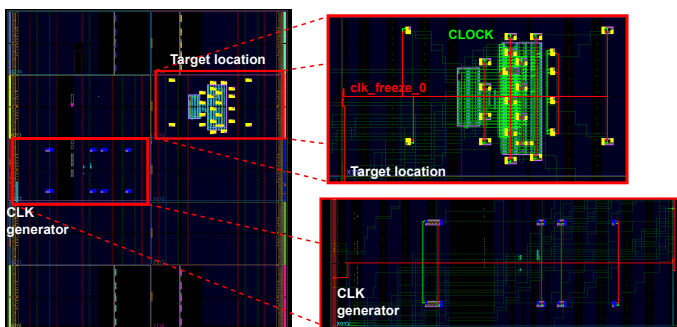 Target location
CLK
generator
CLOCK
clk_freeze_0
Target location
CLK
generator